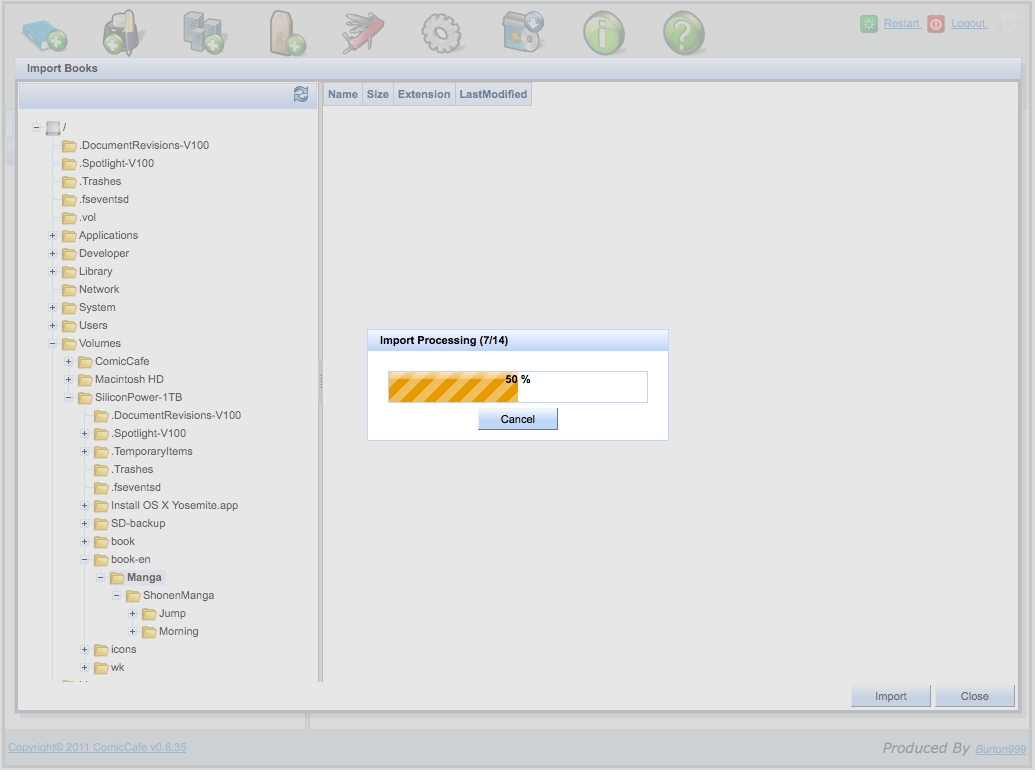 Restart
Logout
Import Books
Name Size Extension LastModified
/
.DocumentRevisions-V100
.Spotlight-V100
.Trashes
.fseventsd
.vol
Applications
Developer
Library
Network
System
Users
Volumes
ComicCafe
Macintosh HD
SiliconPower-1TB
.DocumentRevisions-V100
.Spotlight-V100
.TemporaryItems
.Trashes
.fseventsd
Install OS X Yosemite.app
SD-backup
book
book-en
Manga
ShonenManga
Jump
Morning
icons
wk
Import Processing (7/14)
50 %
Cancel
Import
Close
Copyright© 2011 ComicCafe v0.6.35
Produced By Burton999